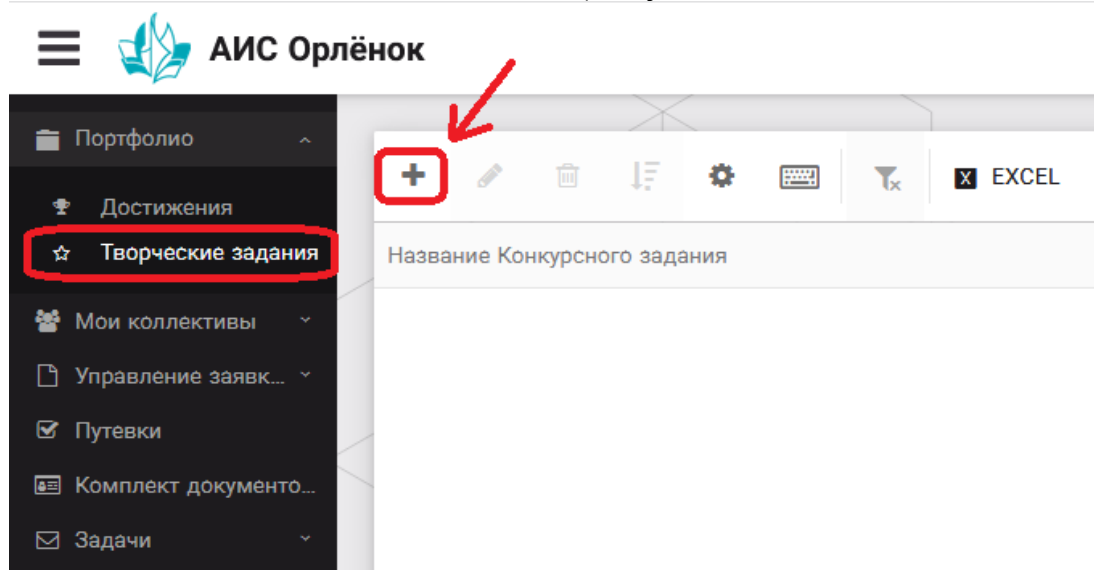 АИС Орлёнок
Портфолио
Достижения
Творческие задания
Мои коллективы
Управление заявк...
Путевки
Комплект документо...
Задачи
X EXCEL
Название Конкурсного задания